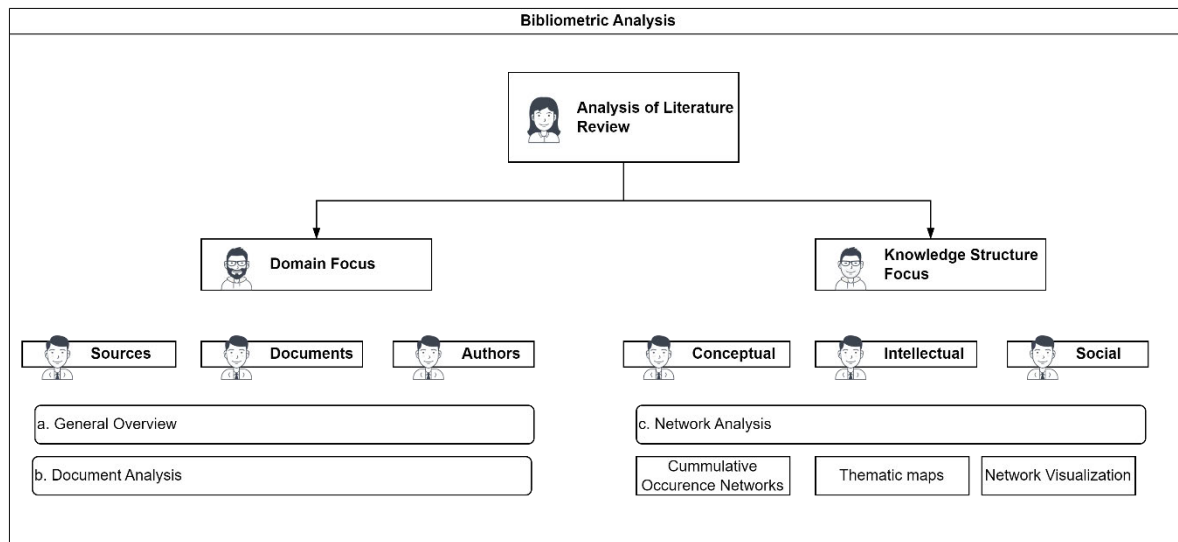 Bibliometric Analysis
Analysis of Literature
Review
Domain Focus
Knowledge Structure
Focus
Sources
Documents
Authors
Conceptual
Intellectual
Social
a. General Overview
b. Document Analysis
c. Network Analysis
Cummulative
Occurence Networks
Thematic maps
Network Visualization